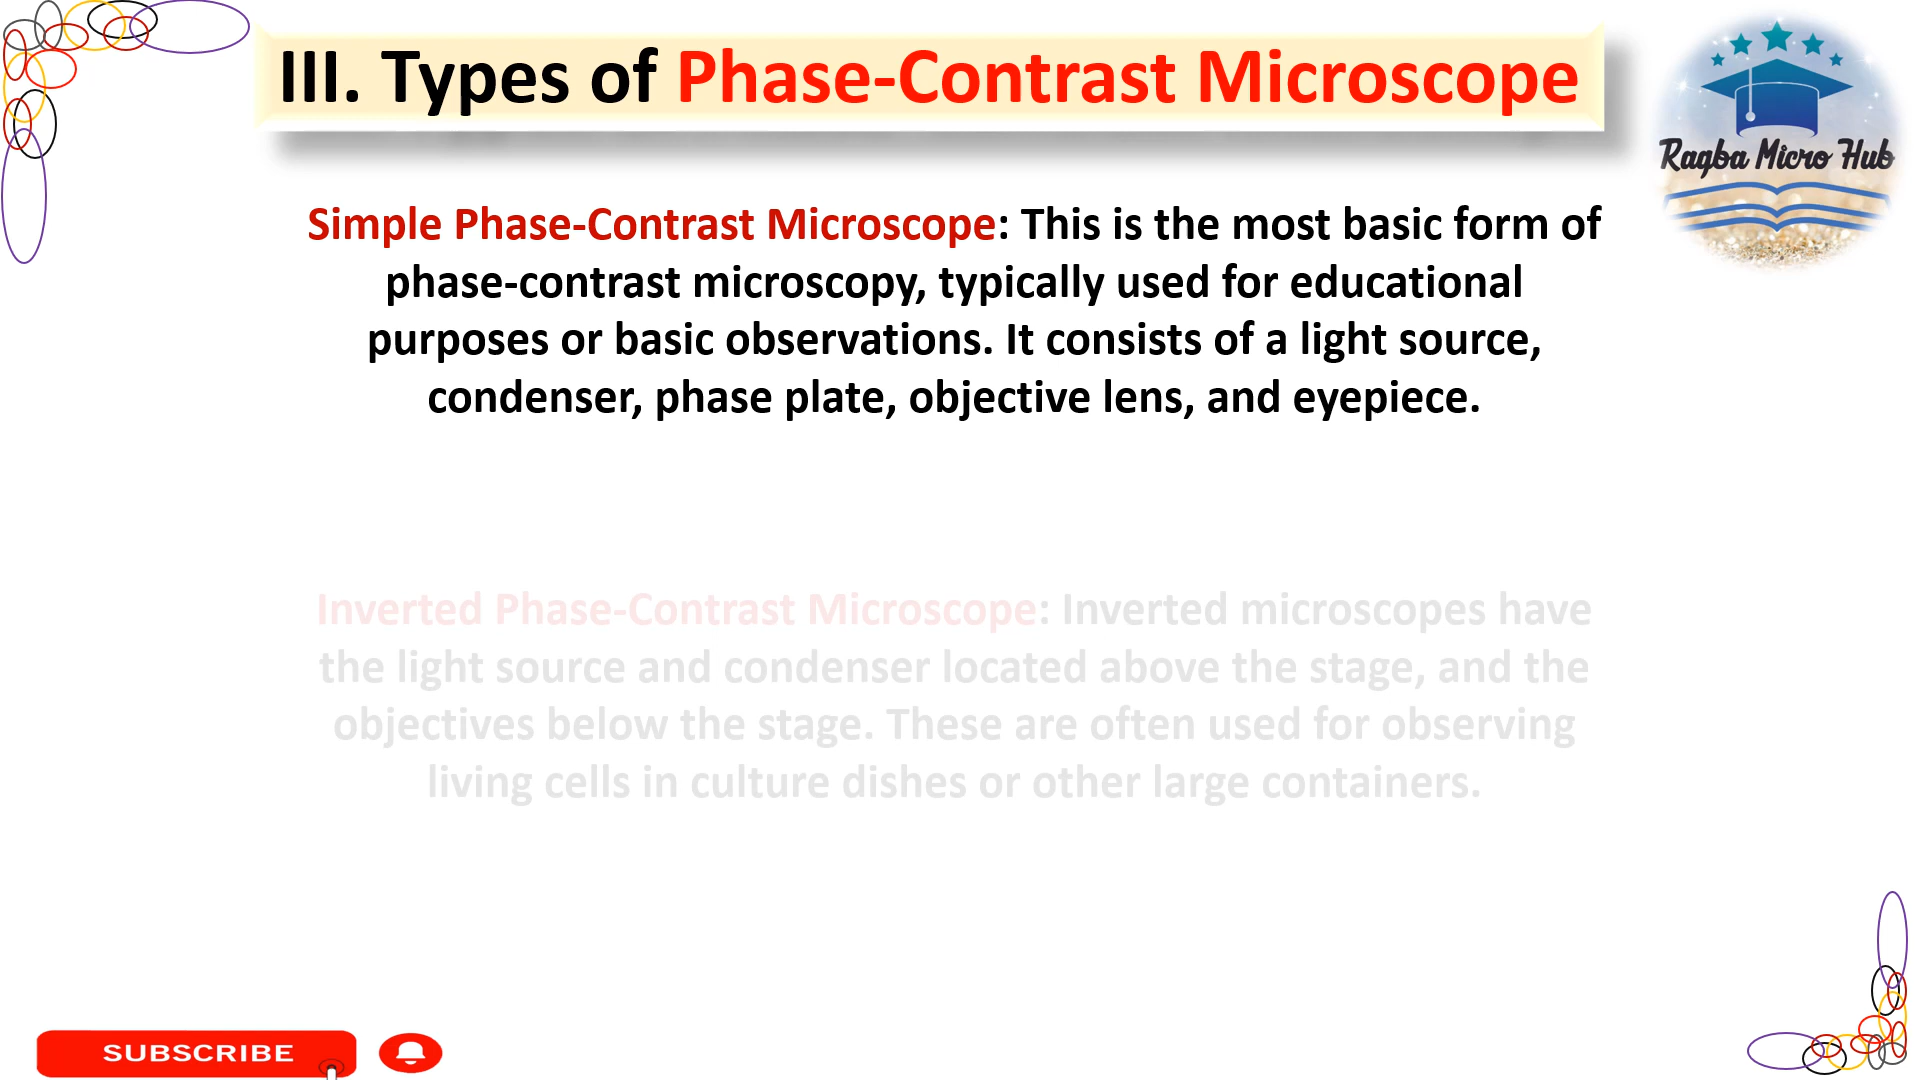 III. Types of Phase-Contrast Microscope
Ragba Micro Hub
Simple Phase-Contrast Microscope: This is the most basic form of
phase-contrast microscopy, typically used for educational
purposes or basic observations. It consists of a light source,
condenser, phase plate, objective lens, and eyepiece.
Inverted Phase-Contrast Microscope: Inverted microscopes have
the light source and condenser located above the stage, and the
objectives below the stage. These are often used for observing
living cells in culture dishes or other large containers.
SUBSCRIBE